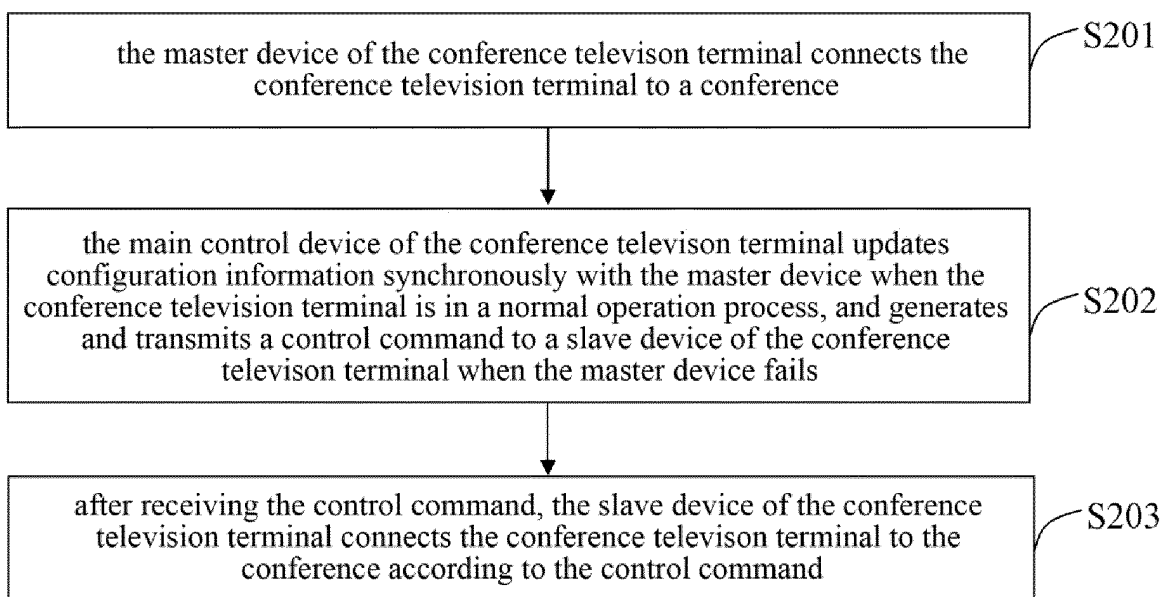 the master device of the conference televison terminal connects the
conference television terminal to a conference
S201
the main control device of the conference televison terminal updates
configuration information synchronously with the master device when the
conference television terminal is in a normal operation process, and generates
and transmits a control command to a slave device of the conference
televison terminal when the master device fails
S202
after receiving the control command, the slave device of the conference
television terminal connects the conference televison terminal to the
conference according to the control command
S203